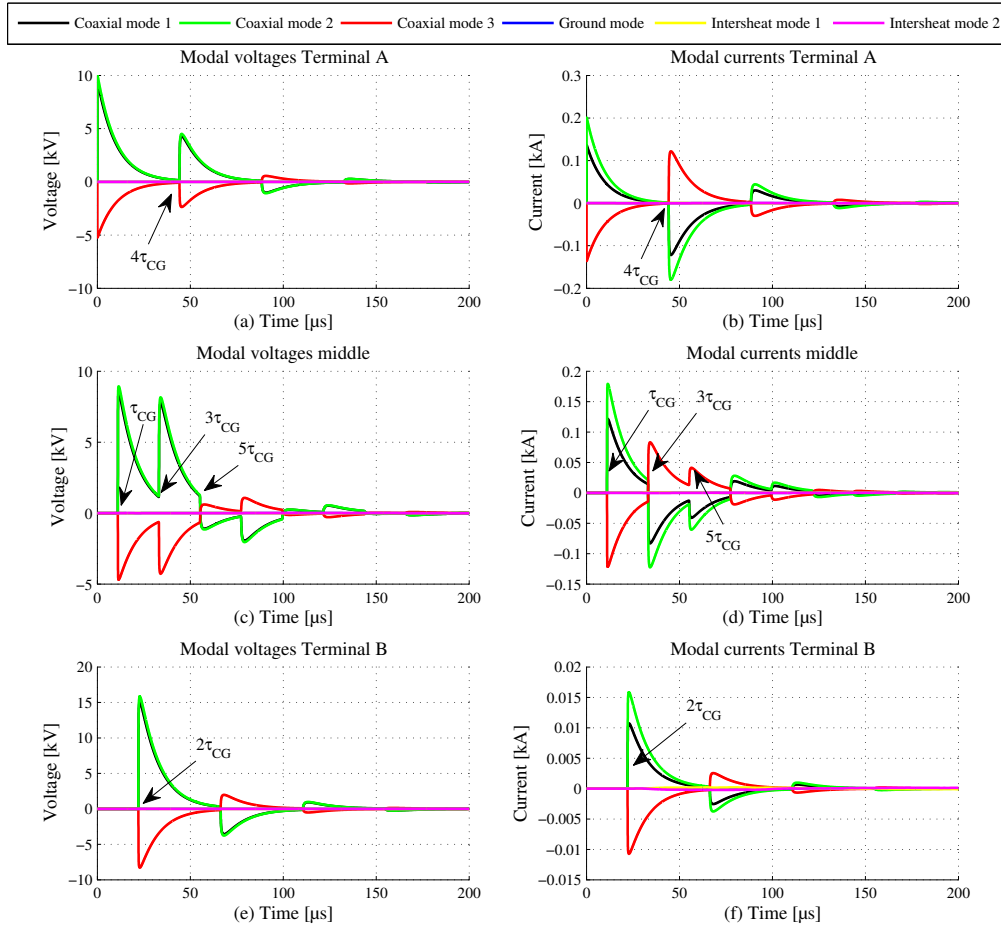 Coaxial mode 1 Coaxial mode 2 Coaxial mode 3 Ground mode Intersheat mode 1 Intersheat mode 2
Modal voltages Terminal A
Voltage [kV]
10
5
0
−5
−10
4τCG
0 50 100 150 200
(a) Time [µs]
Modal currents Terminal A
Current [kA]
0.3
0.2
0.1
0
−0.1
−0.2
4τCG
0 50 100 150 200
(b) Time [µs]
Modal voltages middle
Voltage [kV]
10
5
0
−5
τCG
3τCG
5τCG
0 50 100 150 200
(c) Time [µs]
Modal currents middle
Current [kA]
0.2
0.15
0.1
0.05
0
−0.05
−0.1
−0.15
τCG
3τCG
5τCG
0 50 100 150 200
(d) Time [µs]
Modal voltages Terminal B
Voltage [kV]
20
15
10
5
0
−5
−10
2τCG
0 50 100 150 200
(e) Time [µs]
Modal currents Terminal B
Current [kA]
0.02
0.015
0.01
0.005
0
−0.005
−0.01
−0.015
2τCG
0 50 100 150 200
(f) Time [µs]